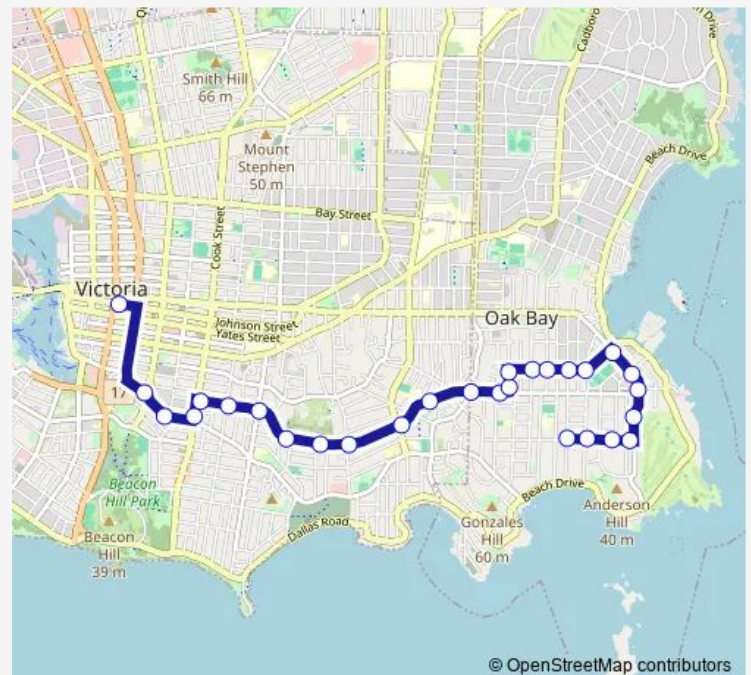 Smith Hill
66 m
Cadboro
Drive
Mount
Stephen
50 m
Beach Drive
Bay Street
Cook Street
Victoria
Johnson Street
Yates Street
Oak Bay
17
Beacon
Hill Park
Beach Drive
Anderson
Hill
40 m
Dallas Road
Gonzales
Hill
60 m
Beacon
Hill
39 m
© OpenStreetMap contributors